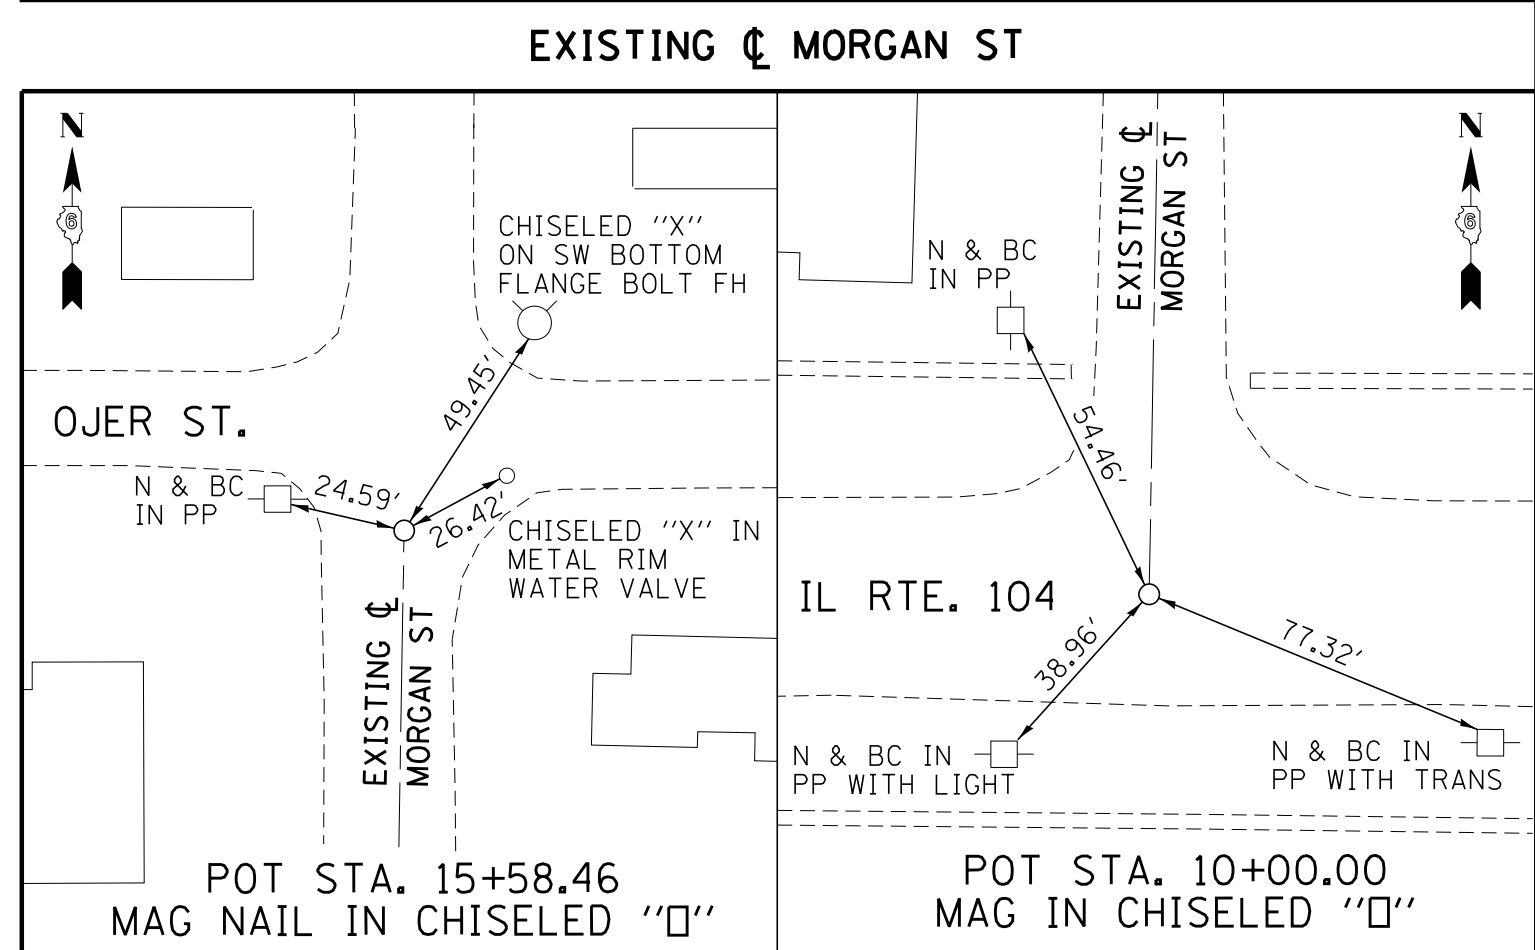 EXISTING ℄ MORGAN ST
N
6
CHISELED "X"
ON SW BOTTOM
FLANGE BOLT FH
49.45'
OJER ST.
N & BC
IN PP
24.59'
26.42'
CHISELED "X" IN
METAL RIM
WATER VALVE
EXISTING ℄
MORGAN ST
POT STA. 15+58.46
MAG NAIL IN CHISELED "□"
EXISTING ℄
MORGAN ST
N
6
N & BC
IN PP
54.46'
IL RTE. 104
38.96'
77.32'
N & BC IN
PP WITH LIGHT
N & BC IN
PP WITH TRANS
POT STA. 10+00.00
MAG IN CHISELED "□"